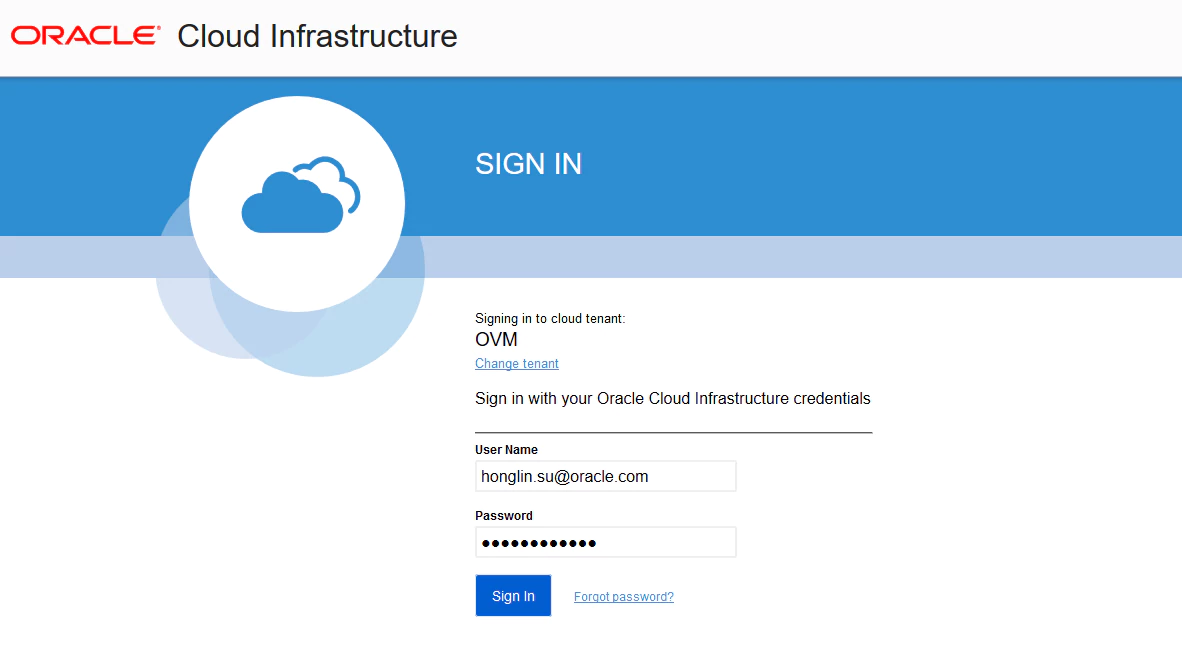 ORACLE® Cloud Infrastructure
SIGN IN
Signing in to cloud tenant:
OVM
Change tenant
Sign in with your Oracle Cloud Infrastructure credentials
User Name
honglin.su@oracle.com
Password
●●●●●●●●●●●●
Sign In Forgot password?